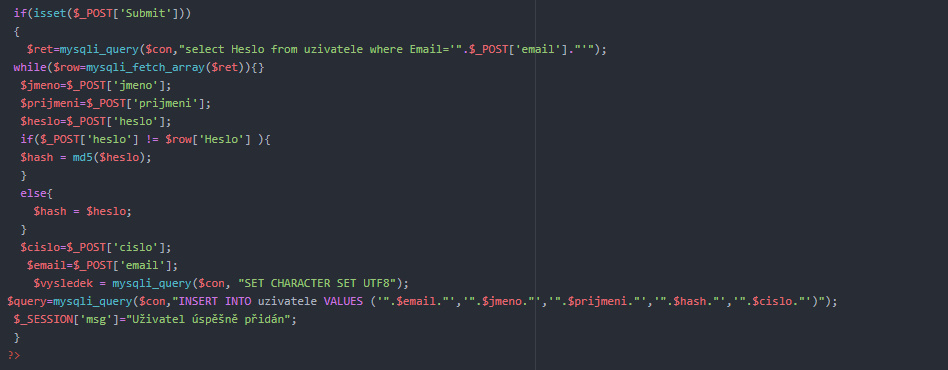 if(isset($_POST['Submit']))
{
$ret=mysqli_query($con,"select Heslo from uzivatele where Email='".$_POST['email']."'");
while($row=mysqli_fetch_array($ret)){}
$jmeno=$_POST['jmeno'];
$prijmeni=$_POST['prijmeni'];
$heslo=$_POST['heslo'];
if($_POST['heslo'] != $row['Heslo'] ){
$hash = md5($heslo);
}
else{
$hash = $heslo;
}
$cislo=$_POST['cislo'];
$email=$_POST['email'];
$vysledek = mysqli_query($con, "SET CHARACTER SET UTF8");
$query=mysqli_query($con,"INSERT INTO uzivatele VALUES ('".$email."','".$jmeno."','".$prijmeni."','".$hash."','".$cislo."')");
$_SESSION['msg']="Uživatel úspěšně přidán";
}
?>